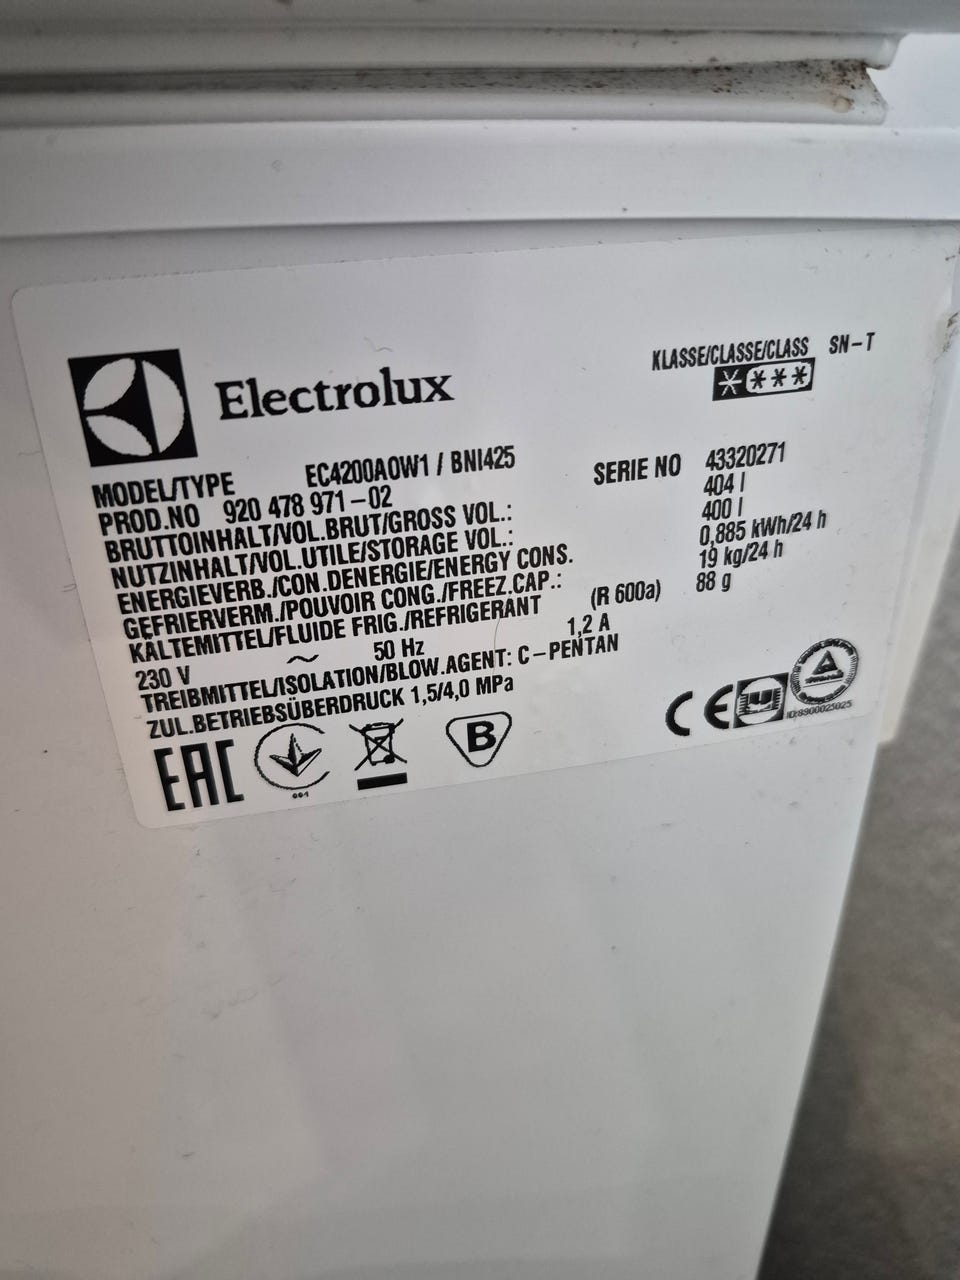 KLASSE/CLASSE/CLASS SN-T
Electrolux
MODEL/TYPE EC4200AOW1 / BNI425 SERIE NO 43320271
PROD.NO 920 478 971-02
BRUTTOINHALT/VOL.BRUT/GROSS VOL.: 404 l
NUTZINHALT/VOL.UTILE/STORAGE VOL.: 400 l
ENERGIEVERB./CON.DENERGIE/ENERGY CONS. 0,885 kWh/24 h
GEFRIERVERM./POUVOIR CONG./FREEZ.CAP.: 19 kg/24 h
KÄLTEMITTEL/FLUIDE FRIG./REFRIGERANT (R 600a) 88 g
230 V ~ 50 Hz 1,2 A
TREIBMITTEL/ISOLATION/BLOW.AGENT: C-PENTAN
ZUL.BETRIEBSÜBERDRUCK 1,5/4,0 MPa
EAC B CE
ID:8900025025